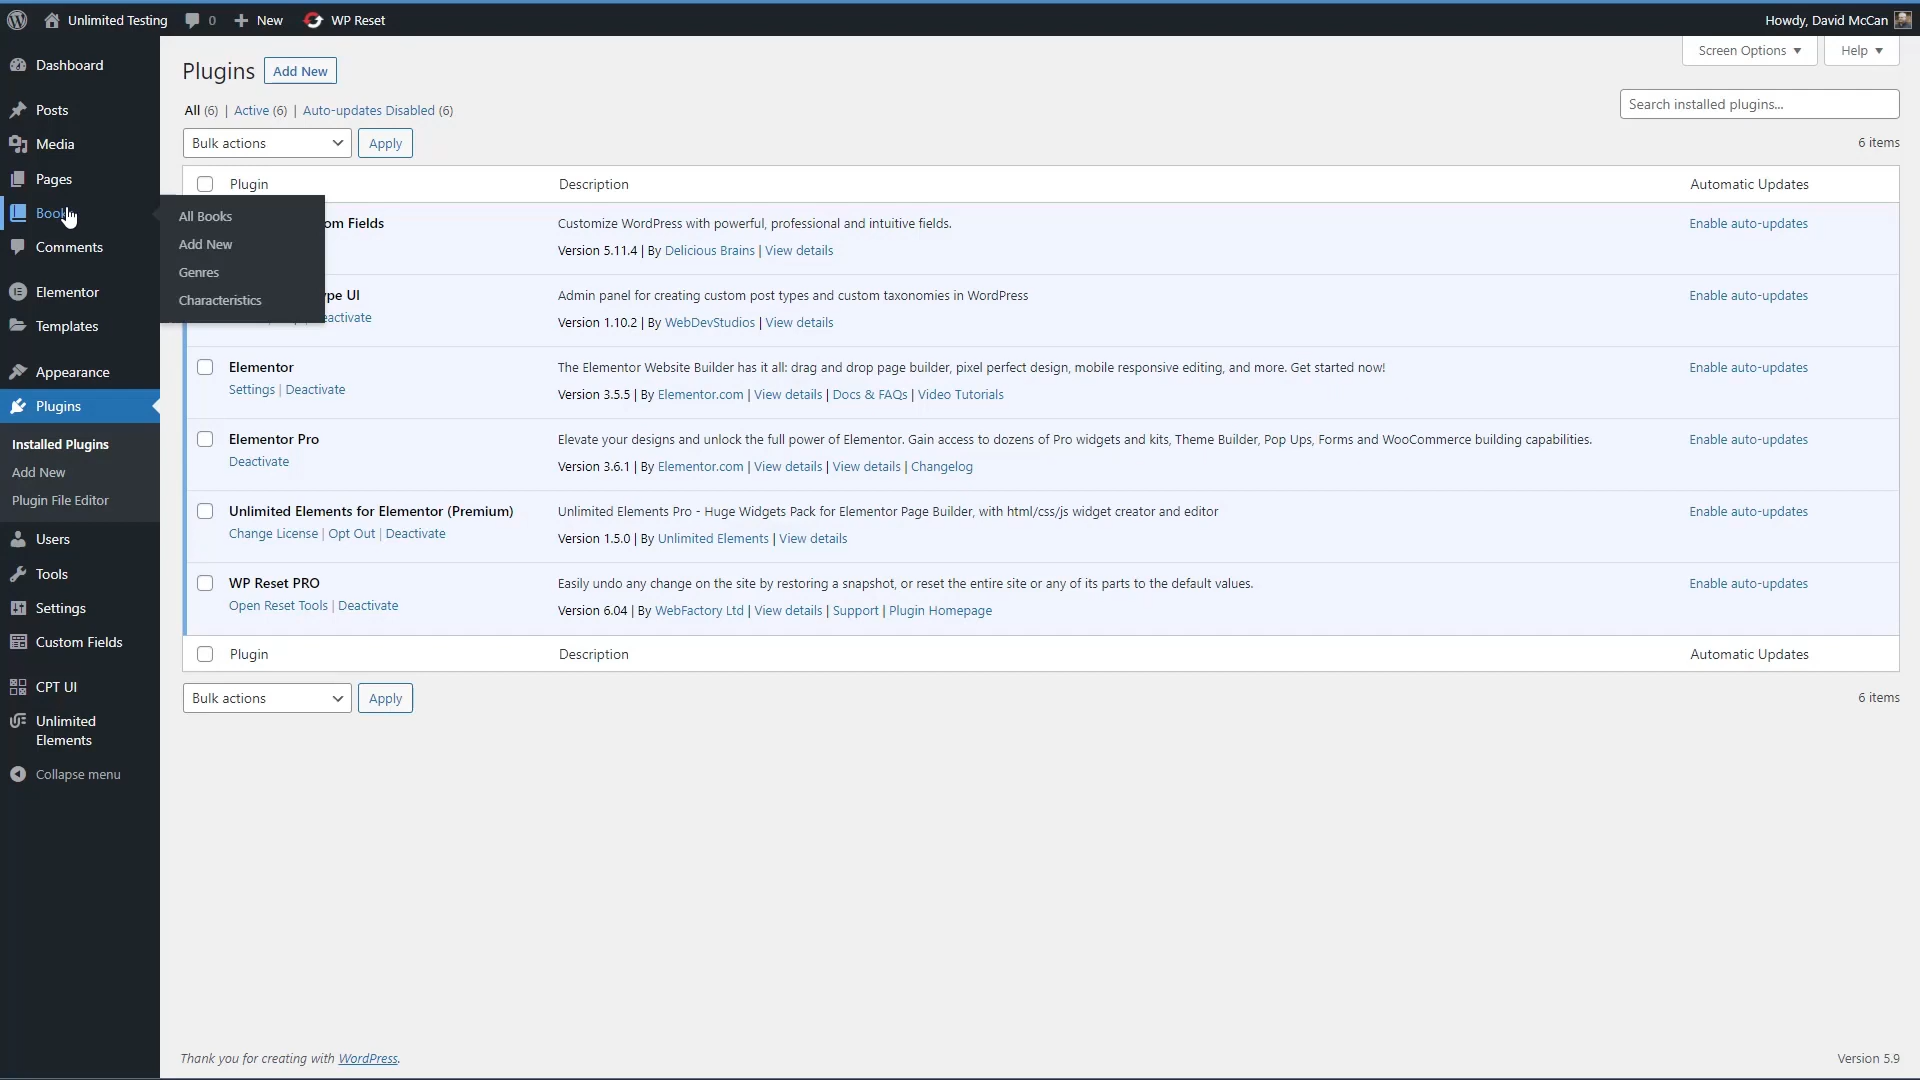 Unlimited Testing 0 New WP Reset Howdy, David McCan
Screen Options Help
Dashboard
Posts
Media
Pages
Book
Comments
Elementor
Templates
Appearance
Plugins
Installed Plugins
Add New
Plugin File Editor
Users
Tools
Settings
Custom Fields
CPT UI
Unlimited
Elements
Collapse menu
All Books
Add New
Genres
Characteristics
Plugins Add New
All (6) | Active (6) | Auto-updates Disabled (6)
Search installed plugins...
Bulk actions Apply 6 items
Plugin Description Automatic Updates
om Fields Customize WordPress with powerful, professional and intuitive fields. Enable auto-updates
Version 5.11.4 | By Delicious Brains | View details
ype UI Admin panel for creating custom post types and custom taxonomies in WordPress Enable auto-updates
eactivate Version 1.10.2 | By WebDevStudios | View details
Elementor The Elementor Website Builder has it all: drag and drop page builder, pixel perfect design, mobile responsive editing, and more. Get started now! Enable auto-updates
Settings | Deactivate Version 3.5.5 | By Elementor.com | View details | Docs & FAQs | Video Tutorials
Elementor Pro Elevate your designs and unlock the full power of Elementor. Gain access to dozens of Pro widgets and kits, Theme Builder, Pop Ups, Forms and WooCommerce building capabilities. Enable auto-updates
Deactivate Version 3.6.1 | By Elementor.com | View details | View details | Changelog
Unlimited Elements for Elementor (Premium) Unlimited Elements Pro - Huge Widgets Pack for Elementor Page Builder, with html/css/js widget creator and editor Enable auto-updates
Change License | Opt Out | Deactivate Version 1.5.0 | By Unlimited Elements | View details
WP Reset PRO Easily undo any change on the site by restoring a snapshot, or reset the entire site or any of its parts to the default values. Enable auto-updates
Open Reset Tools | Deactivate Version 6.04 | By WebFactory Ltd | View details | Support | Plugin Homepage
Plugin Description Automatic Updates
Bulk actions Apply 6 items
Thank you for creating with WordPress. Version 5.9